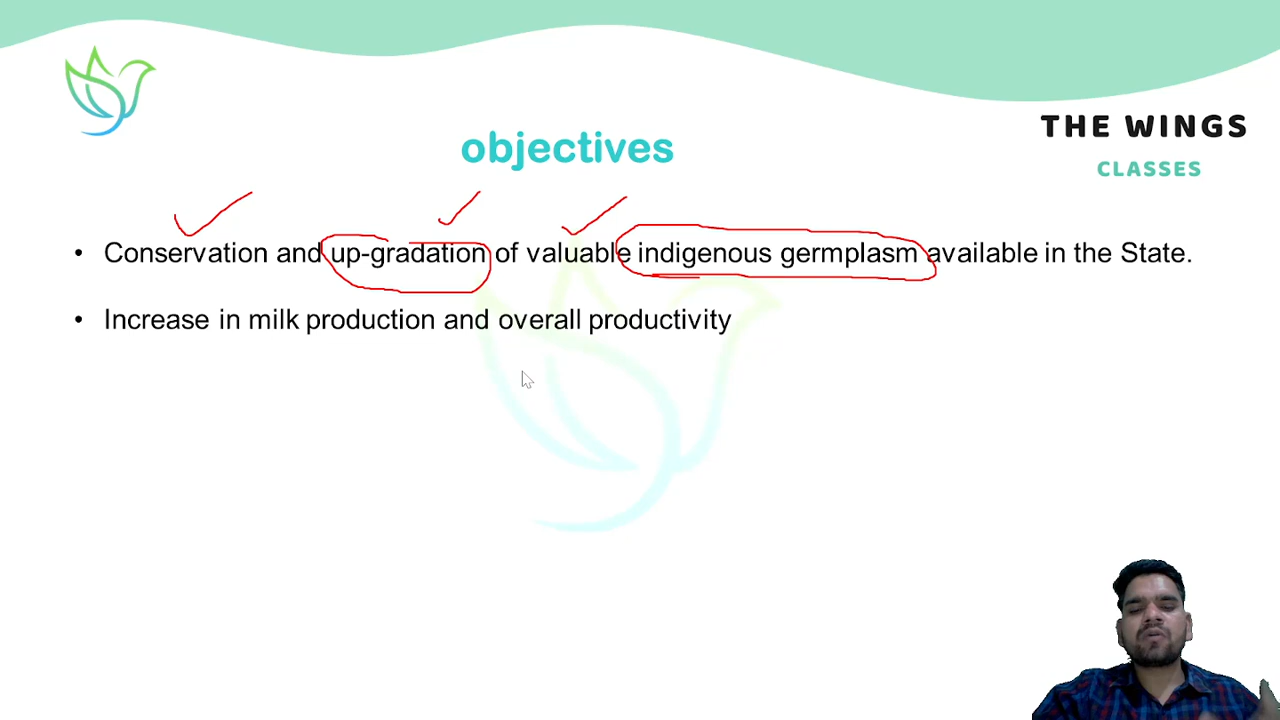 THE WINGS
CLASSES
objectives
• Conservation and up-gradation of valuable indigenous germplasm available in the State.
• Increase in milk production and overall productivity